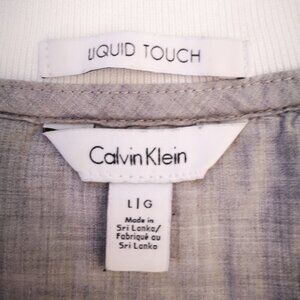 LIQUID TOUCH
Calvin Klein
L|G
Made in
Sri Lanka/
Fabriqué au
Sri Lanka